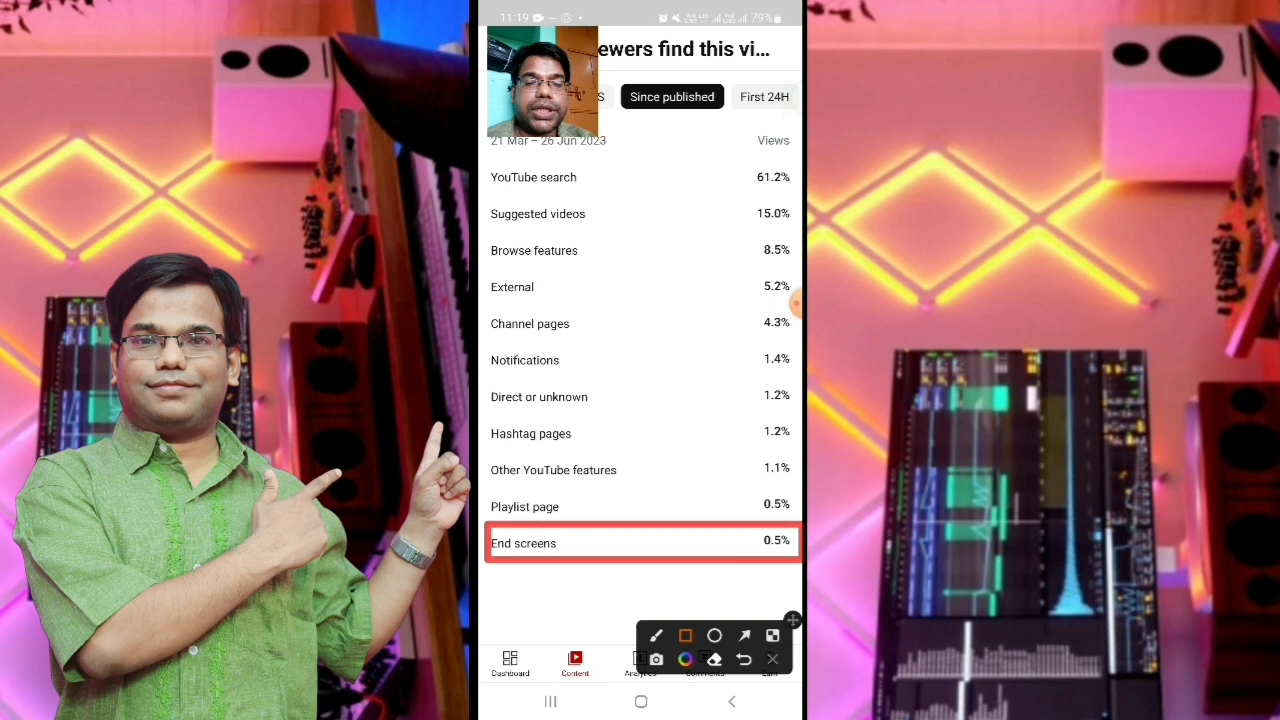 11:19
79%
ewers find this vi...
S
Since published
First 24H
21 Mar – 26 Jun 2023
Views
YouTube search 61.2%
Suggested videos 15.0%
Browse features 8.5%
External 5.2%
Channel pages 4.3%
Notifications 1.4%
Direct or unknown 1.2%
Hashtag pages 1.2%
Other YouTube features 1.1%
Playlist page 0.5%
End screens 0.5%
Dashboard
Content